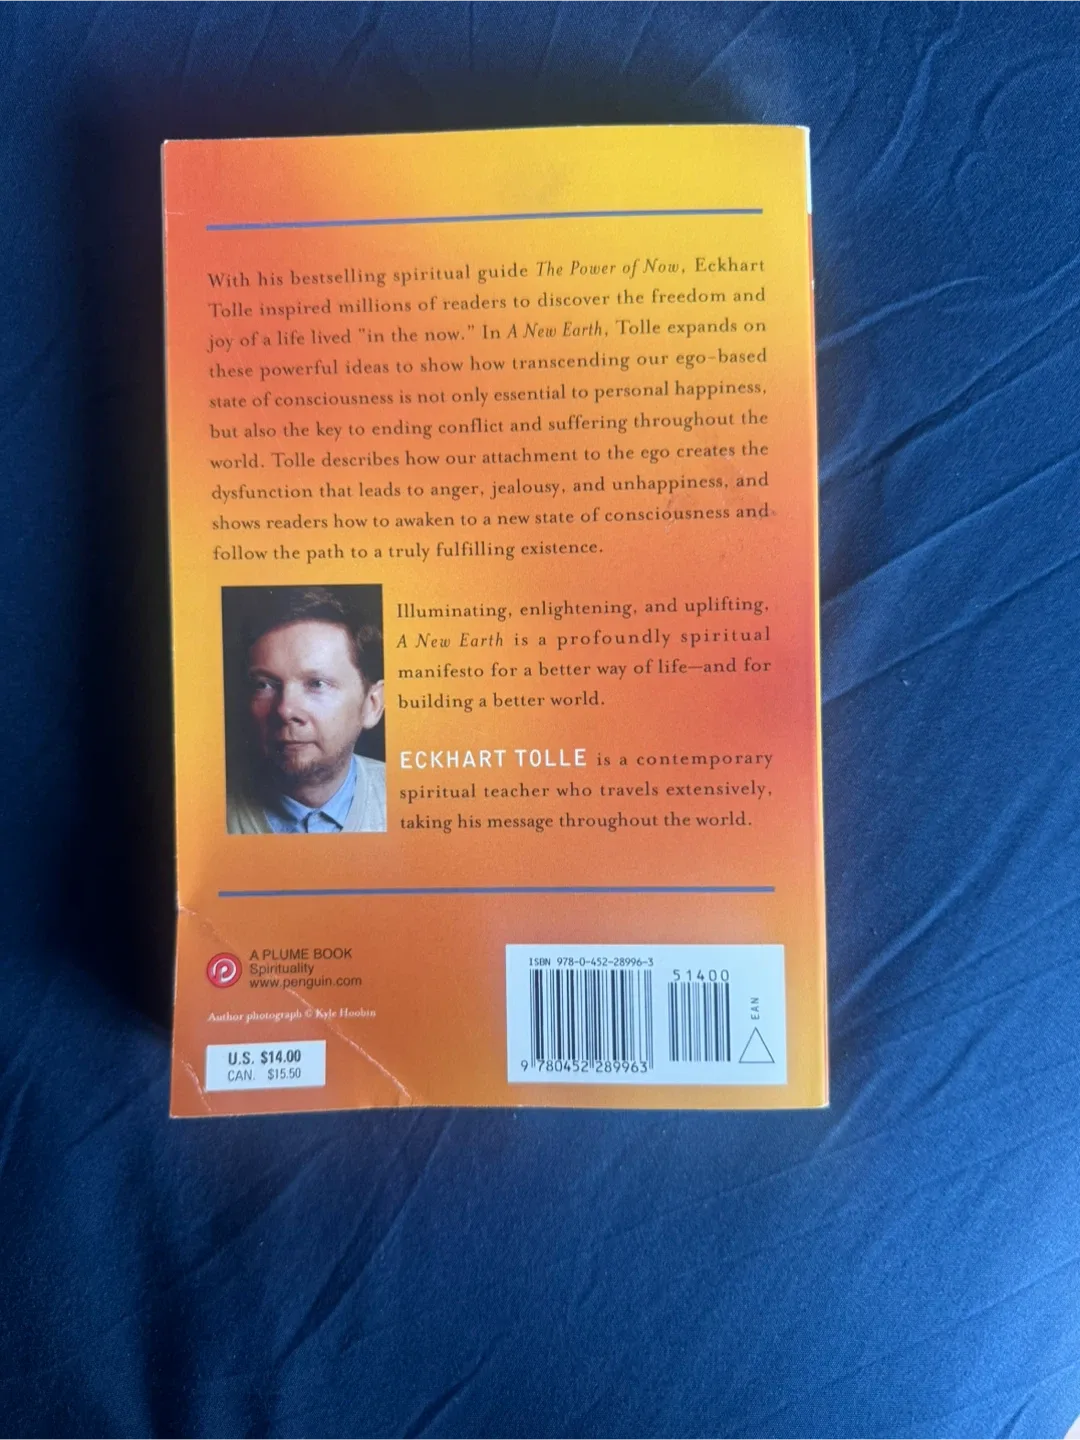 With his bestselling spiritual guide The Power of Now, Eckhart
Tolle inspired millions of readers to discover the freedom and
joy of a life lived "in the now." In A New Earth, Tolle expands on
these powerful ideas to show how transcending our ego-based
state of consciousness is not only essential to personal happiness,
but also the key to ending conflict and suffering throughout the
world. Tolle describes how our attachment to the ego creates the
dysfunction that leads to anger, jealousy, and unhappiness, and
shows readers how to awaken to a new state of consciousness and
follow the path to a truly fulfilling existence.
Illuminating, enlightening, and uplifting,
A New Earth is a profoundly spiritual
manifesto for a better way of life—and for
building a better world.
ECKHART TOLLE is a contemporary
spiritual teacher who travels extensively,
taking his message throughout the world.
A PLUME BOOK
Spirituality
www.penguin.com
Author photograph © Kyle Hoobin
U.S. $14.00
CAN. $15.50
ISBN 978-0-452-28996-3
51400
EAN
9 780452 289963